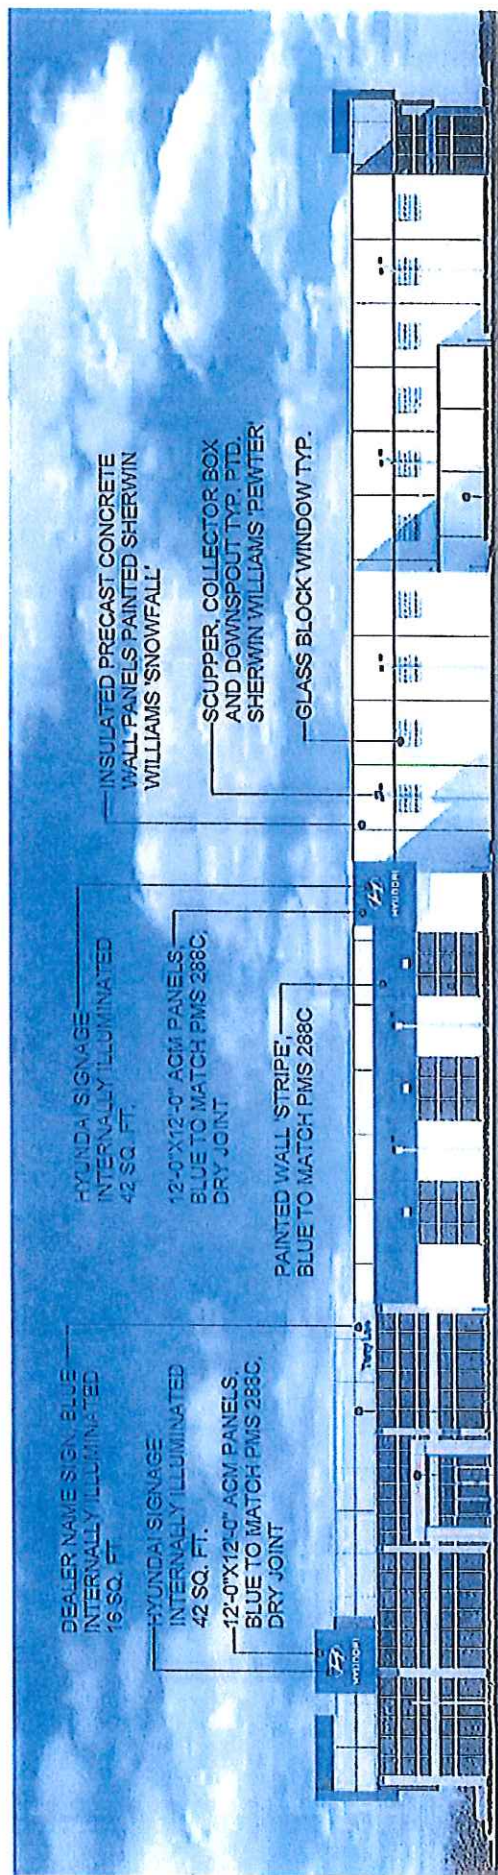 DEALER NAME SIGN, BLUE
INTERNALLY ILLUMINATED
16 SQ. FT.
HYUNDAI SIGNAGE
INTERNALLY ILLUMINATED
42 SQ. FT.
12'-0"X12'-0" ACM PANELS,
BLUE TO MATCH PMS 288C,
DRY JOINT
HYUNDAI SIGNAGE
INTERNALLY ILLUMINATED
42 SQ. FT.
12'-0"X12'-0" ACM PANELS,
BLUE TO MATCH PMS 288C,
DRY JOINT
PAINTED WALL 'STRIPE',
BLUE TO MATCH PMS 288C
INSULATED PRECAST CONCRETE
WALL PANELS PAINTED SHERWIN
WILLIAMS 'SNOWFALL'
SCUPPER, COLLECTOR BOX
AND DOWNSPOUT TYP. PTD.
SHERWIN WILLIAMS 'PEWTER'
GLASS BLOCK WINDOW TYP.
HYUNDAI
HYUNDAI